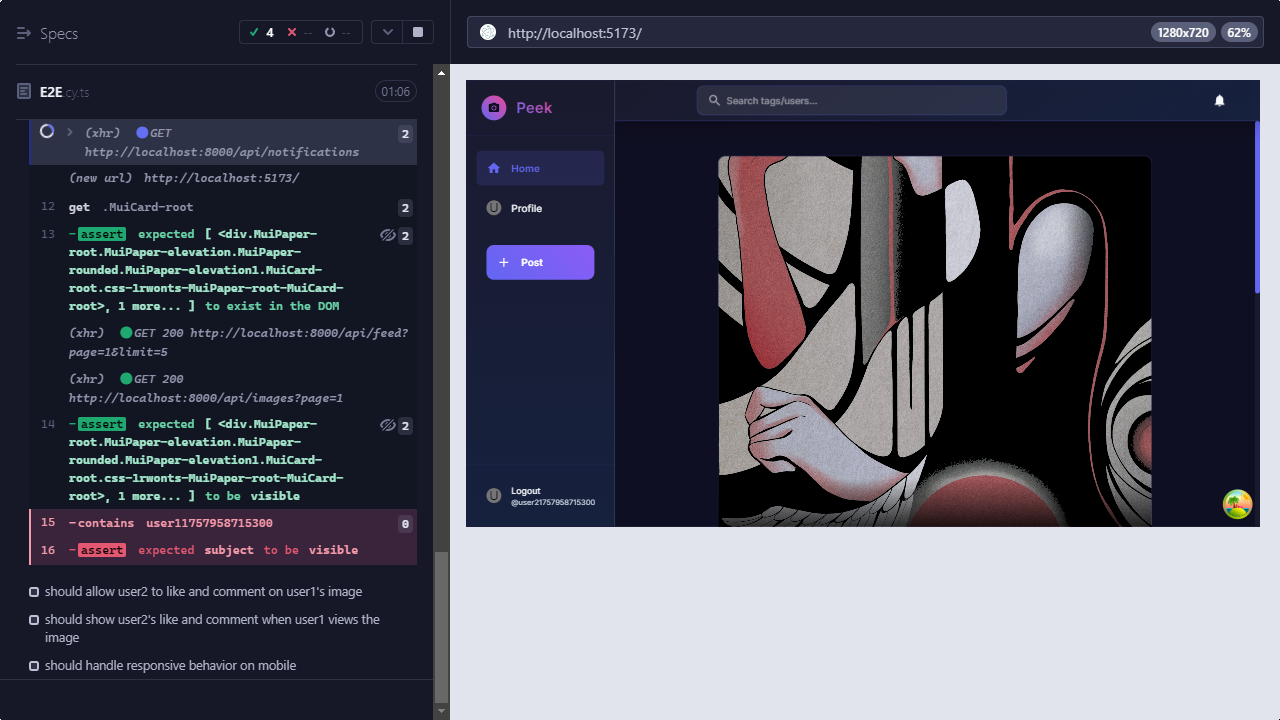 Specs
4 -- --
E2E.cy.ts
01:06
(xhr) GET 2
http://localhost:8000/api/notifications
(new url) http://localhost:5173/
12 get .MuiCard-root 2
13 -assert expected [ <div.MuiPaper- 2
root.MuiPaper-elevation.MuiPaper-
rounded.MuiPaper-elevation1.MuiCard-
root.css-1rwonts-MuiPaper-root-MuiCard-
root>, 1 more... ] to exist in the DOM
(xhr) GET 200 http://localhost:8000/api/feed?
page=1&limit=5
(xhr) GET 200
http://localhost:8000/api/images?page=1
14 -assert expected [ <div.MuiPaper- 2
root.MuiPaper-elevation.MuiPaper-
rounded.MuiPaper-elevation1.MuiCard-
root.css-1rwonts-MuiPaper-root-MuiCard-
root>, 1 more... ] to be visible
15 -contains user11757958715300 0
16 -assert expected subject to be visible
should allow user2 to like and comment on user1's image
should show user2's like and comment when user1 views the
image
should handle responsive behavior on mobile
http://localhost:5173/
1280x720 62%
Peek
Search tags/users...
Home
U Profile
+ Post
U Logout
@user21757958715300